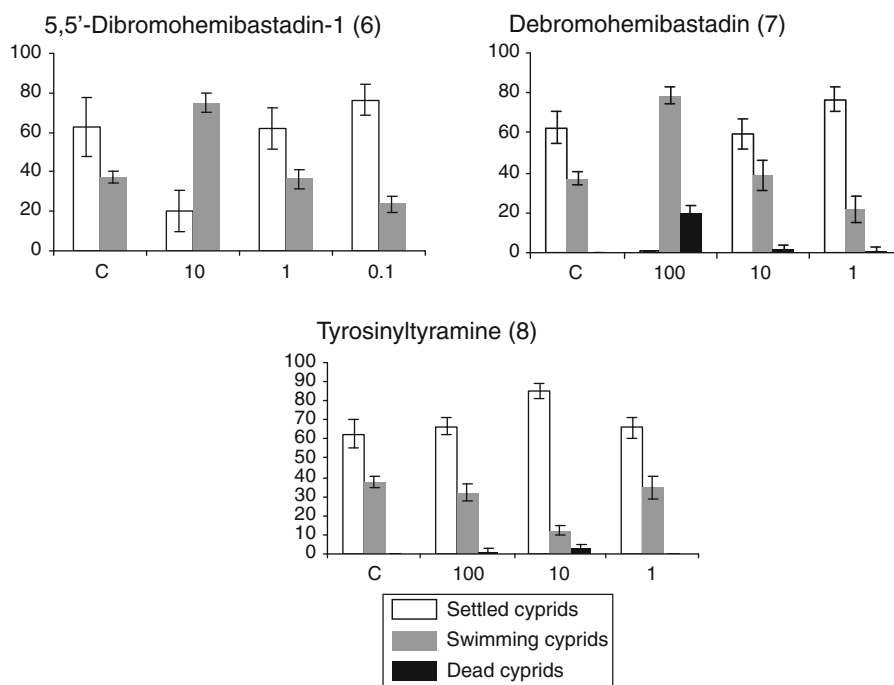 5,5'-Dibromohemibastadin-1 (6)
100
80
60
40
20
0
C 10 1 0.1
Debromohemibastadin (7)
100
80
60
40
20
0
C 100 10 1
Tyrosinyltyramine (8)
100
90
80
70
60
50
40
30
20
10
0
C 100 10 1
Settled cyprids
Swimming cyprids
Dead cyprids